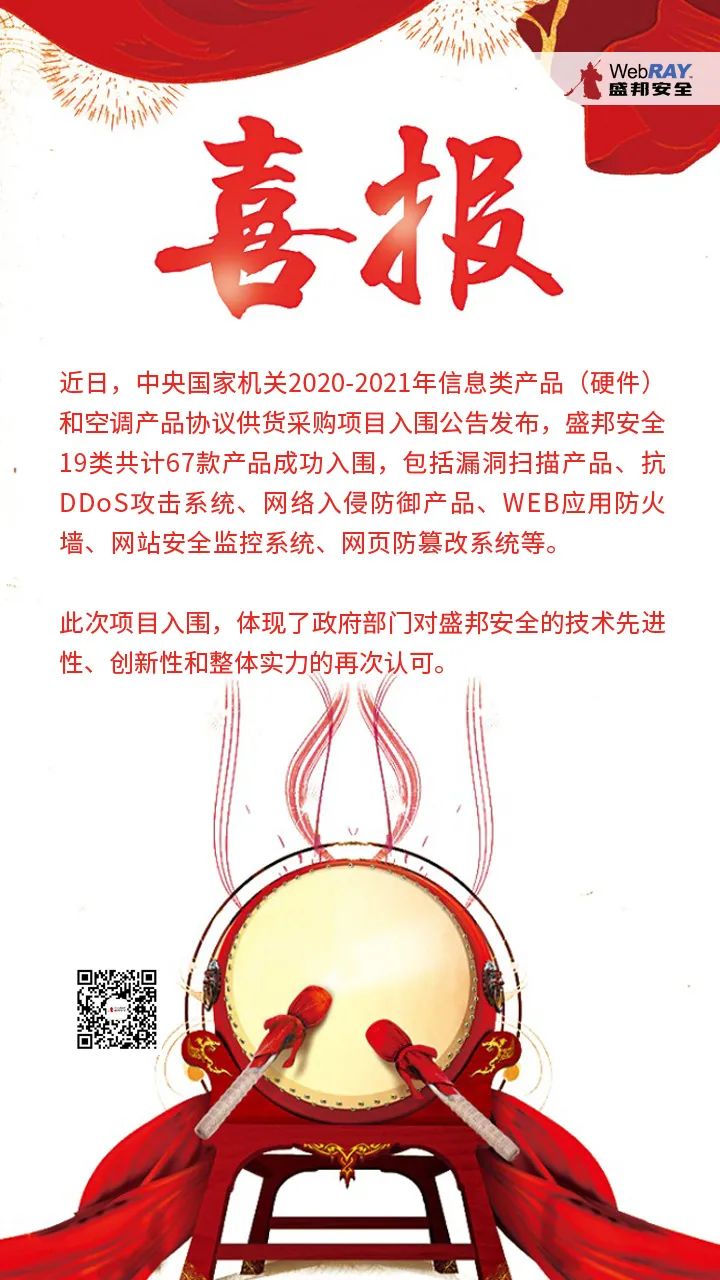 WebRAY
盛邦安全
喜报
近日，中央国家机关2020-2021年信息类产品（硬件）
和空调产品协议供货采购项目入围公告发布，盛邦安全
19类共计67款产品成功入围，包括漏洞扫描产品、抗
DDoS攻击系统、网络入侵防御产品、WEB应用防火
墙、网站安全监控系统、网页防篡改系统等。
此次项目入围，体现了政府部门对盛邦安全的技术先进
性、创新性和整体实力的再次认可。